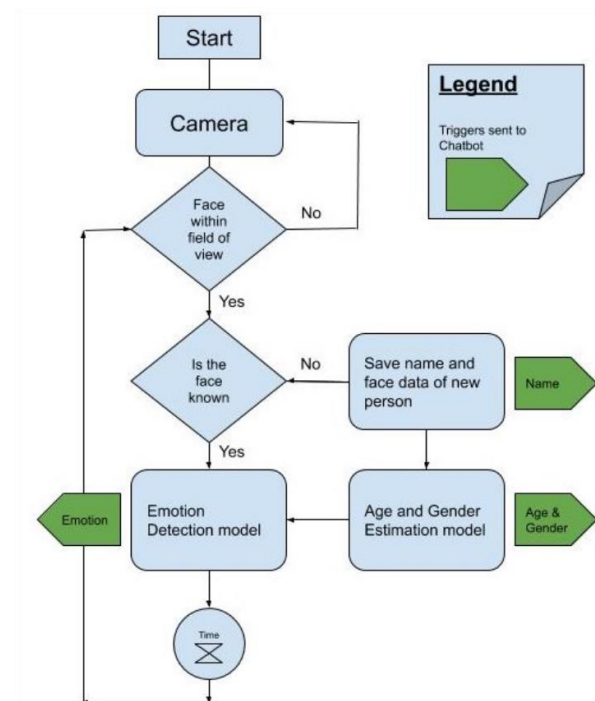 Start
Legend
Camera
Triggers sent to
Chatbot
Face
within
field of
view
No
Yes
Is the
face
known
No
Save name and
face data of new
person
Name
Yes
Emotion
Emotion
Detection model
Age and Gender
Estimation model
Age &
Gender
Time